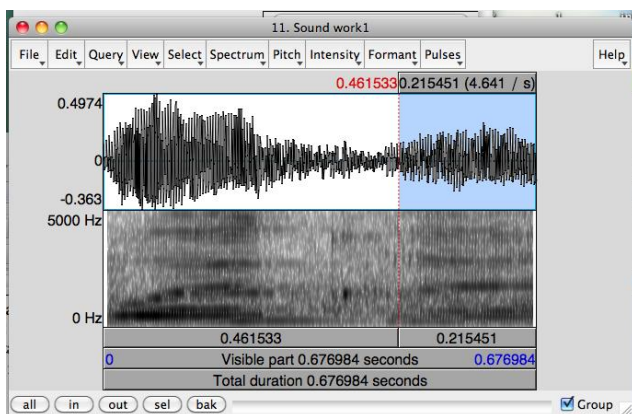 11. Sound work1
File Edit Query View Select Spectrum Pitch Intensity Formant Pulses Help
0.461533 0.215451 (4.641 / s)
0.4974
0
-0.363
5000 Hz
0 Hz
0.461533 0.215451
0 Visible part 0.676984 seconds 0.676984
Total duration 0.676984 seconds
all in out sel bak Group